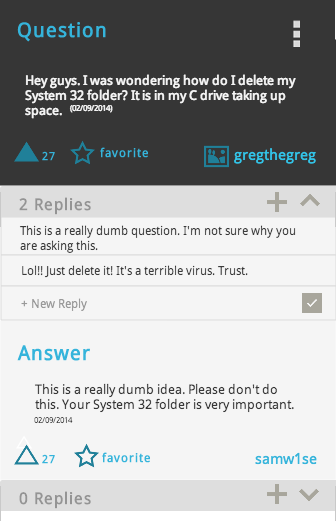 Question
Hey guys. I was wondering how do I delete my
System 32 folder? It is in my C drive taking up
space. (02/09/2014)
27 favorite gregthegreg
2 Replies
This is a really dumb question. I'm not sure why you
are asking this.
Lol!! Just delete it! It's a terrible virus. Trust.
+ New Reply
Answer
This is a really dumb idea. Please don't do
this. Your System 32 folder is very important.
02/09/2014
27 favorite samw1se
0 Replies